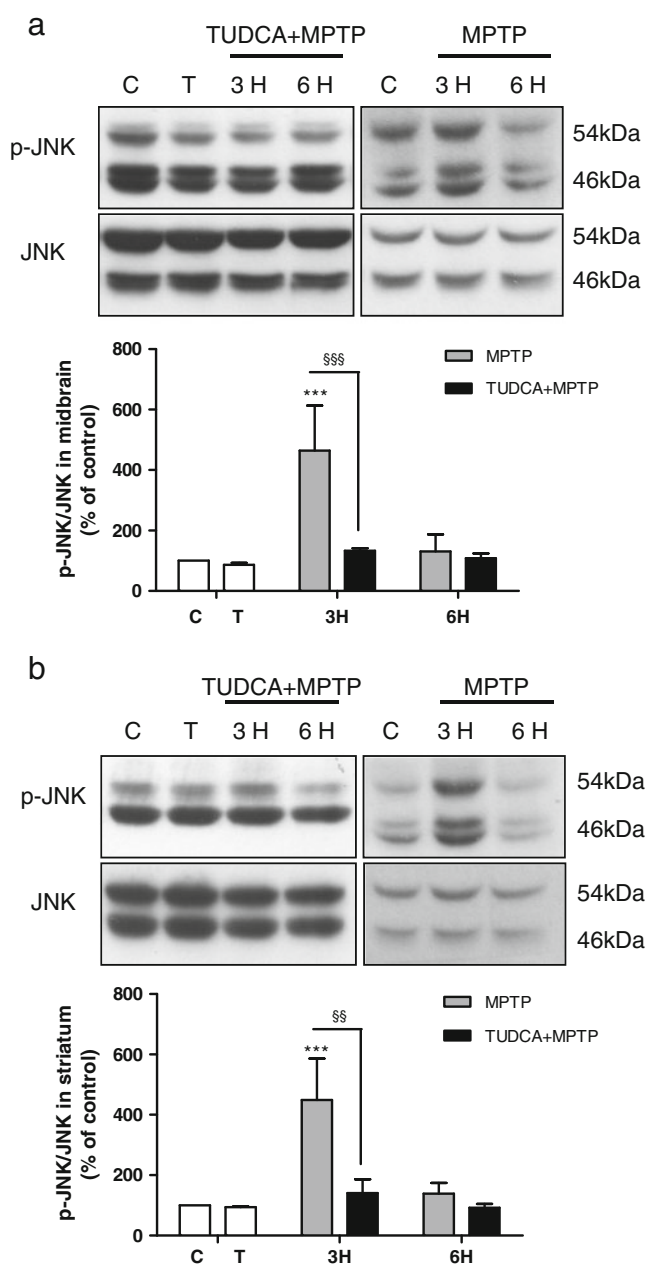 a
TUDCA+MPTP MPTP
C T 3 H 6 H C 3 H 6 H
p-JNK 54kDa
46kDa
JNK 54kDa
46kDa
p-JNK/JNK in midbrain
(% of control)
800
600
400
200
0
§§§
***
MPTP
TUDCA+MPTP
C T 3H 6H
b
TUDCA+MPTP MPTP
C T 3 H 6 H C 3 H 6 H
p-JNK 54kDa
46kDa
JNK 54kDa
46kDa
p-JNK/JNK in striatum
(% of control)
800
600
400
200
0
§§
***
MPTP
TUDCA+MPTP
C T 3H 6H